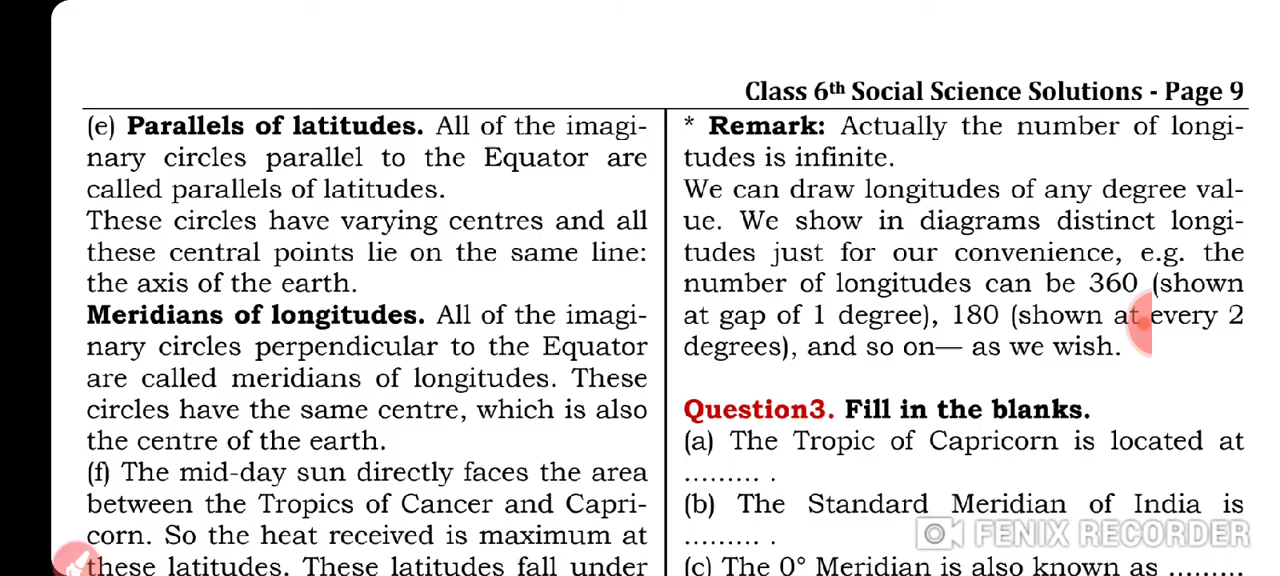 Class 6th Social Science Solutions - Page 9
(e) Parallels of latitudes. All of the imagi-
nary circles parallel to the Equator are
called parallels of latitudes.
These circles have varying centres and all
these central points lie on the same line:
the axis of the earth.
Meridians of longitudes. All of the imagi-
nary circles perpendicular to the Equator
are called meridians of longitudes. These
circles have the same centre, which is also
the centre of the earth.
(f) The mid-day sun directly faces the area
between the Tropics of Cancer and Capri-
corn. So the heat received is maximum at
these latitudes. These latitudes fall under
* Remark: Actually the number of longi-
tudes is infinite.
We can draw longitudes of any degree val-
ue. We show in diagrams distinct longi-
tudes just for our convenience, e.g. the
number of longitudes can be 360 (shown
at gap of 1 degree), 180 (shown at every 2
degrees), and so on— as we wish.
Question3. Fill in the blanks.
(a) The Tropic of Capricorn is located at
......... .
(b) The Standard Meridian of India is
......... .
(c) The 0° Meridian is also known as .........
FENIX RECORDER